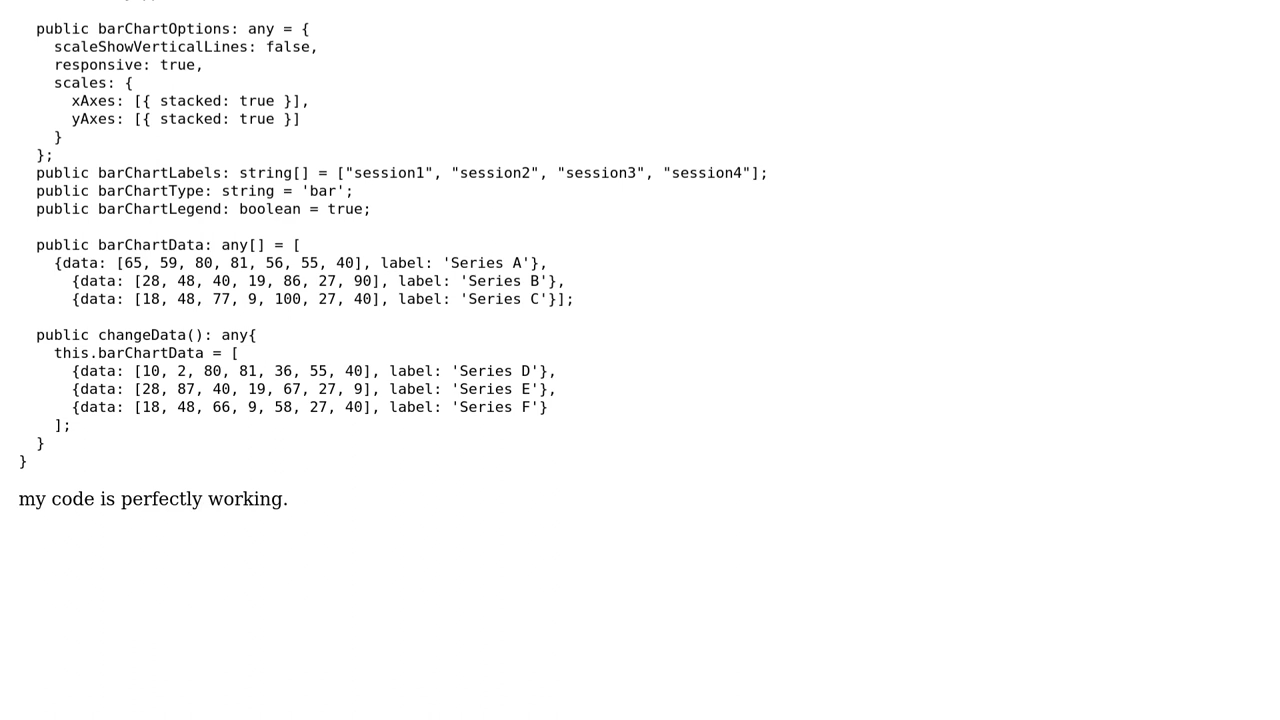 public barChartOptions: any = {
scaleShowVerticalLines: false,
responsive: true,
scales: {
xAxes: [{ stacked: true }],
yAxes: [{ stacked: true }]
}
};
public barChartLabels: string[] = ["session1", "session2", "session3", "session4"];
public barChartType: string = 'bar';
public barChartLegend: boolean = true;
public barChartData: any[] = [
{data: [65, 59, 80, 81, 56, 55, 40], label: 'Series A'},
{data: [28, 48, 40, 19, 86, 27, 90], label: 'Series B'},
{data: [18, 48, 77, 9, 100, 27, 40], label: 'Series C'}];
public changeData(): any{
this.barChartData = [
{data: [10, 2, 80, 81, 36, 55, 40], label: 'Series D'},
{data: [28, 87, 40, 19, 67, 27, 9], label: 'Series E'},
{data: [18, 48, 66, 9, 58, 27, 40], label: 'Series F'}
];
}
}
my code is perfectly working.